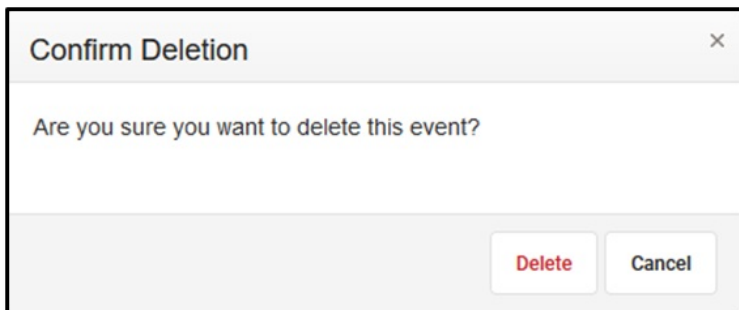 Confirm Deletion ×
Are you sure you want to delete this event?
Delete Cancel